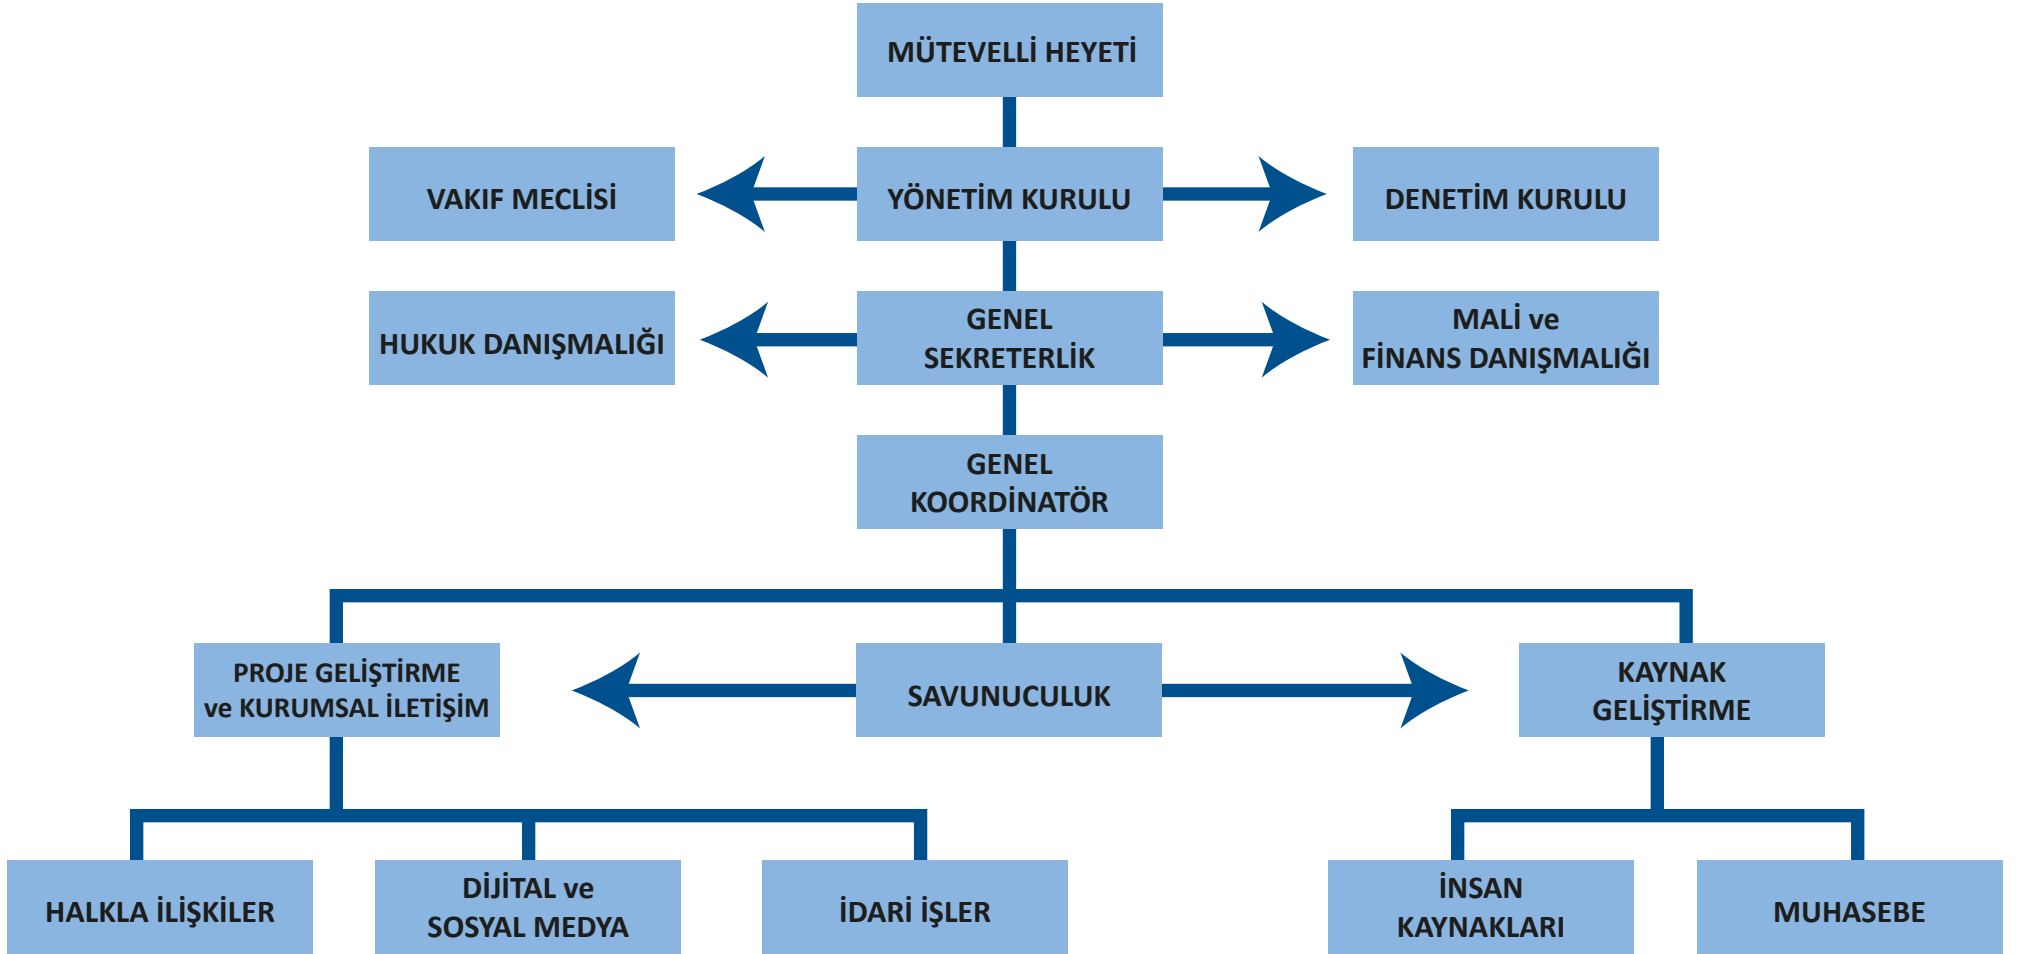 MÜTEVELLİ HEYETİ
VAKIF MECLİSİ
YÖNETİM KURULU
DENETİM KURULU
HUKUK DANIŞMALIĞI
GENEL
SEKRETERLİK
MALİ ve
FİNANS DANIŞMALIĞI
GENEL
KOORDİNATÖR
PROJE GELİŞTİRME
ve KURUMSAL İLETİŞİM
SAVUNUCULUK
KAYNAK
GELİŞTİRME
HALKLA İLİŞKİLER
DİJİTAL ve
SOSYAL MEDYA
İDARİ İŞLER
İNSAN
KAYNAKLARI
MUHASEBE